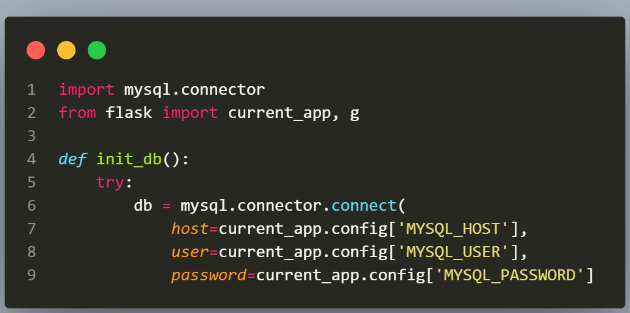 1 import mysql.connector
2 from flask import current_app, g
3
4 def init_db():
5     try:
6         db = mysql.connector.connect(
7             host=current_app.config['MYSQL_HOST'],
8             user=current_app.config['MYSQL_USER'],
9             password=current_app.config['MYSQL_PASSWORD']